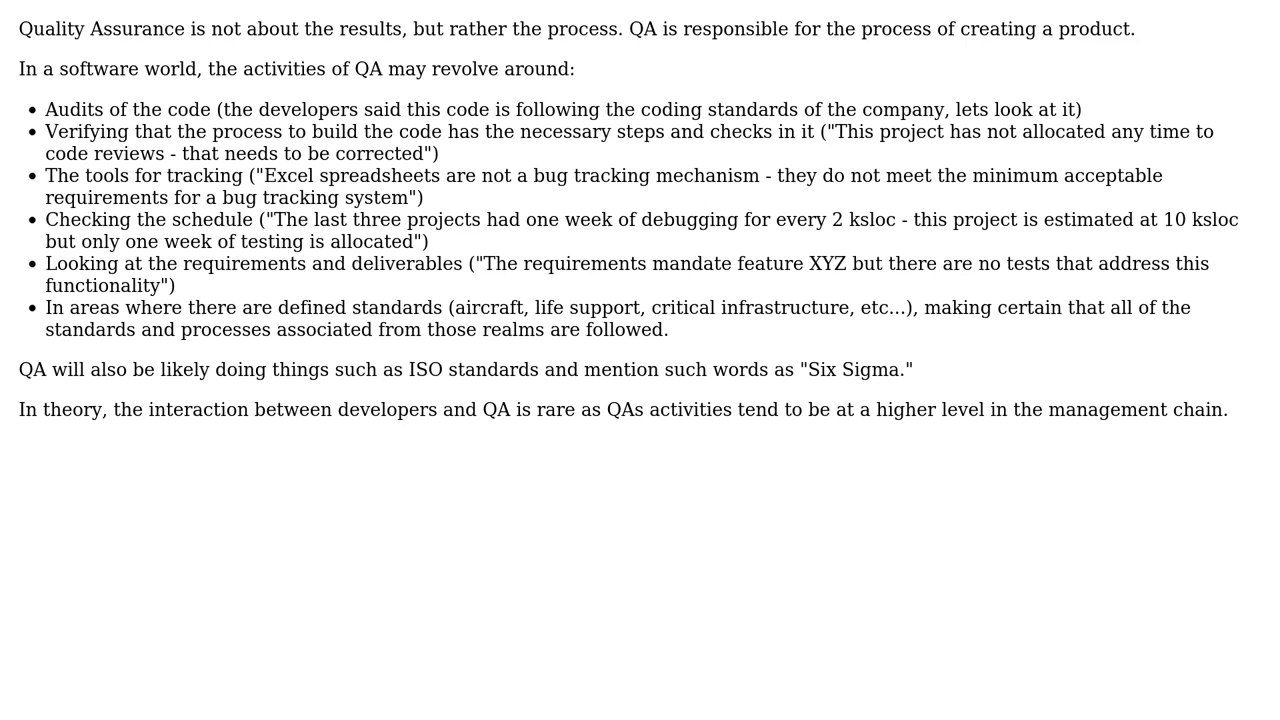 Quality Assurance is not about the results, but rather the process. QA is responsible for the process of creating a product.
In a software world, the activities of QA may revolve around:
• Audits of the code (the developers said this code is following the coding standards of the company, lets look at it)
• Verifying that the process to build the code has the necessary steps and checks in it ("This project has not allocated any time to
code reviews - that needs to be corrected")
• The tools for tracking ("Excel spreadsheets are not a bug tracking mechanism - they do not meet the minimum acceptable
requirements for a bug tracking system")
• Checking the schedule ("The last three projects had one week of debugging for every 2 ksloc - this project is estimated at 10 ksloc
but only one week of testing is allocated")
• Looking at the requirements and deliverables ("The requirements mandate feature XYZ but there are no tests that address this
functionality")
• In areas where there are defined standards (aircraft, life support, critical infrastructure, etc...), making certain that all of the
standards and processes associated from those realms are followed.
QA will also be likely doing things such as ISO standards and mention such words as "Six Sigma."
In theory, the interaction between developers and QA is rare as QAs activities tend to be at a higher level in the management chain.